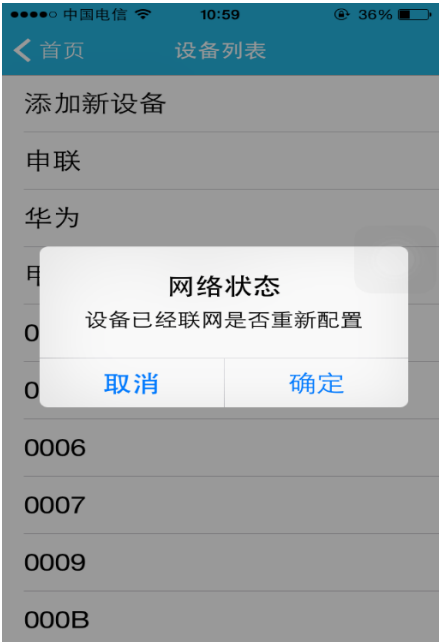 中国电信 10:59 36%
首页 设备列表
添加新设备
申联
华为
网络状态
设备已经联网是否重新配置
0
取消 确定
0
0006
0007
0009
000B